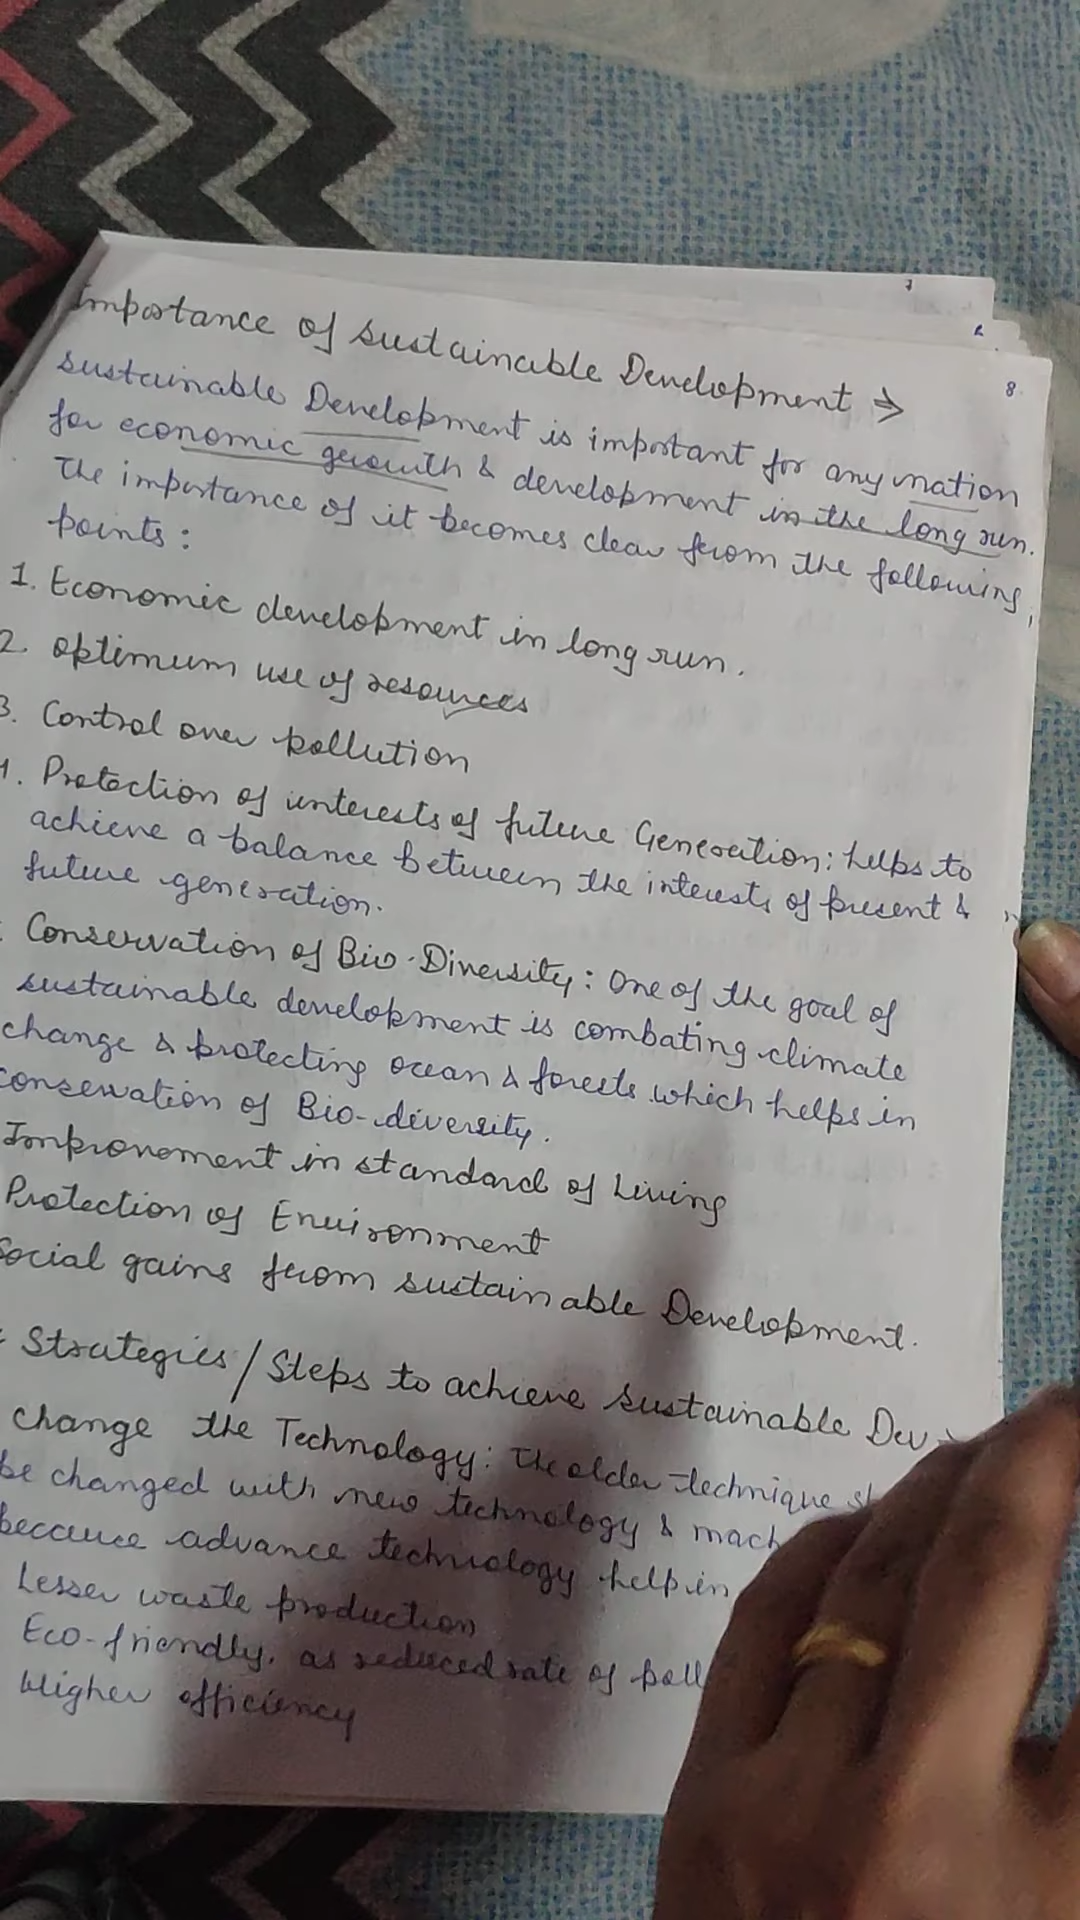 7
8
Importance of Sustainable Development ⇒
Sustainable Development is important for any nation
for economic growth & development in the long run.
The importance of it becomes clear from the following
points:
1. Economic development in long run.
2. optimum use of resources
3. Control over pollution
Protection of interests of future Generation: helps to
achieve a balance between the interests of present &
future generation.
Conservation of Bio-Diversity: One of the goal of
sustainable development is combating climate
change & protecting ocean & forests which helps in
conservation of Bio-diversity.
Improvement in standard of Living
Protection of Environment
Social gains from sustainable Development.
Strategies / Steps to achieve sustainable Dev
change the Technology: The older technique
be changed with new technology &
because advance technology help in
Lesser waste production
Eco-friendly, as reduced rate of
Higher efficiency